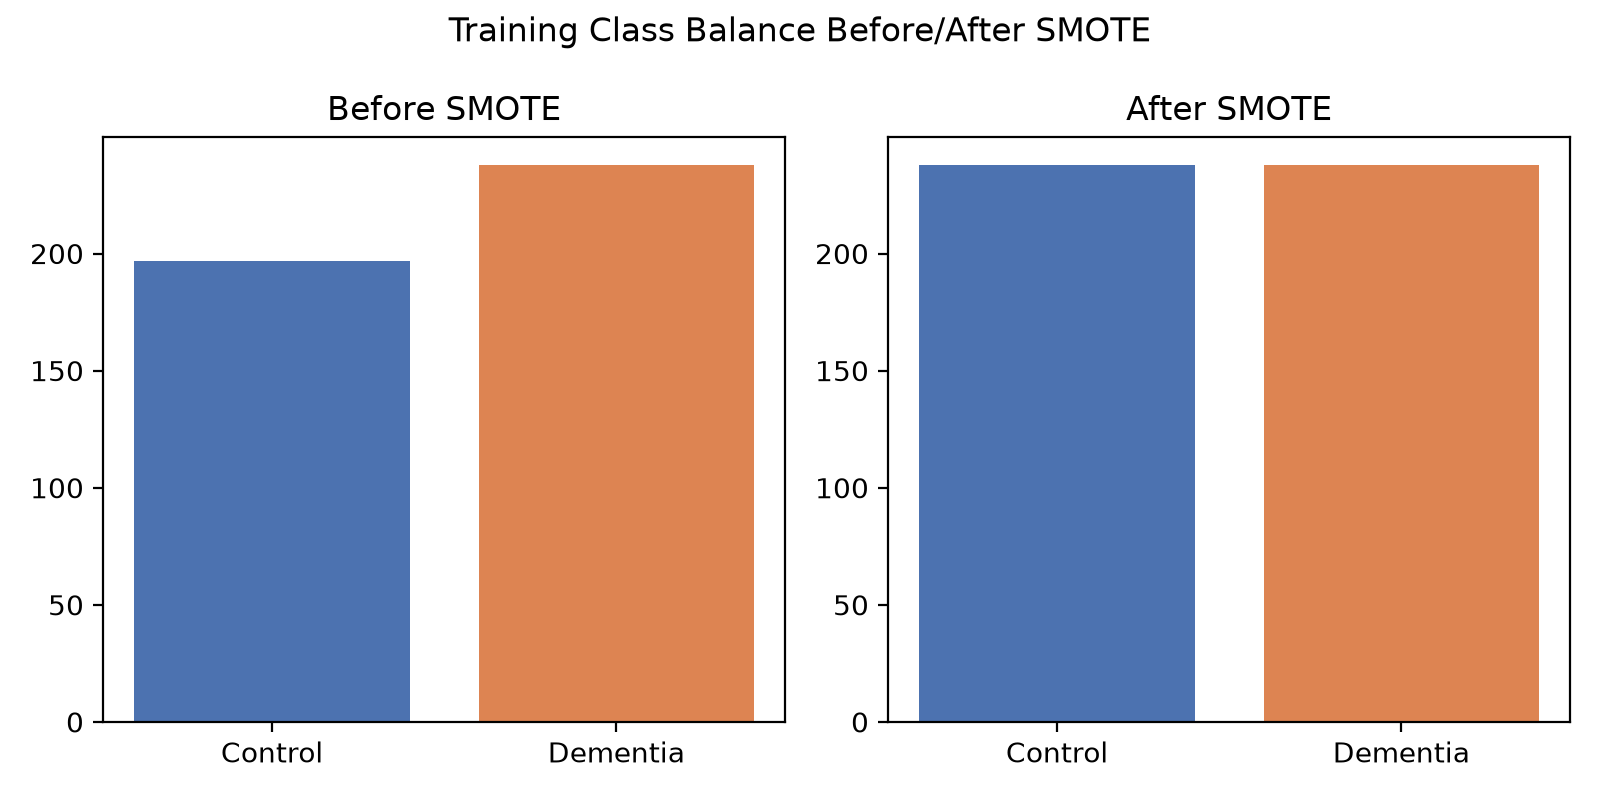 Training Class Balance Before/After SMOTE
Before SMOTE
200
150
100
50
0
Control Dementia
After SMOTE
200
150
100
50
0
Control Dementia